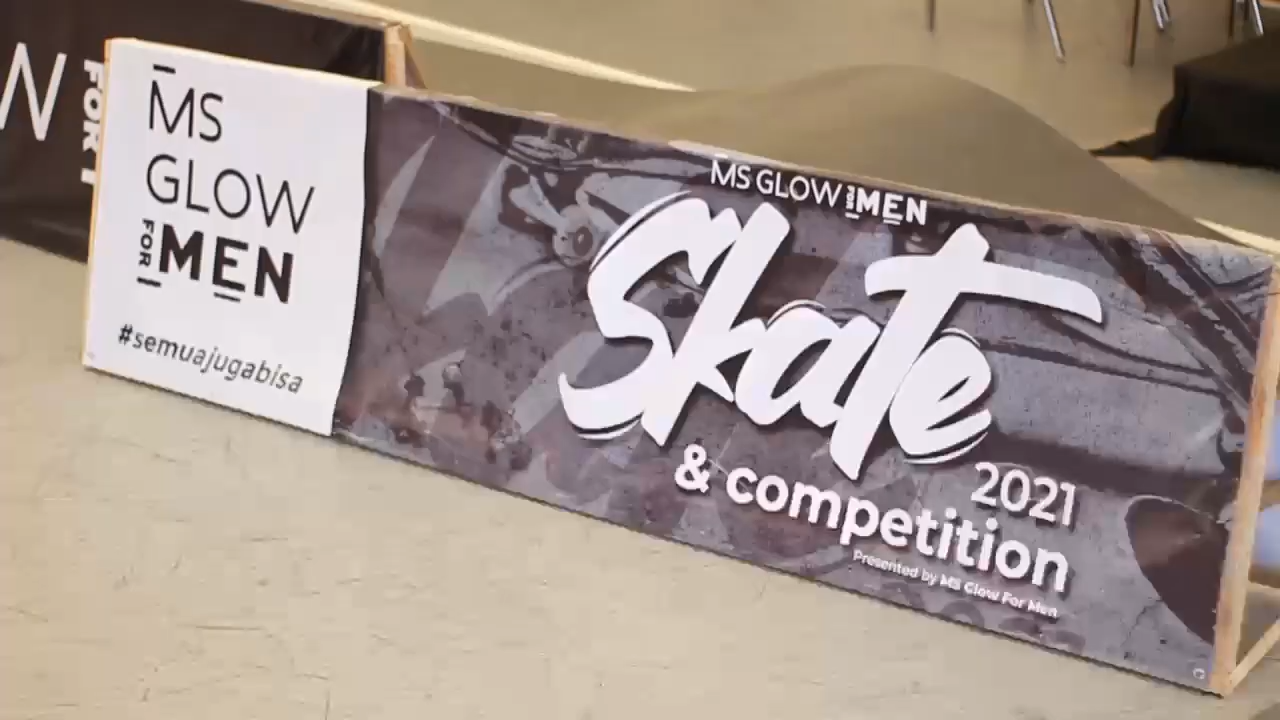 W
FOR
MS
GLOW
FOR MEN
#semuajugabisa
MS GLOW FOR MEN
Skate
2021
& competition
Presented by MS Glow For Men